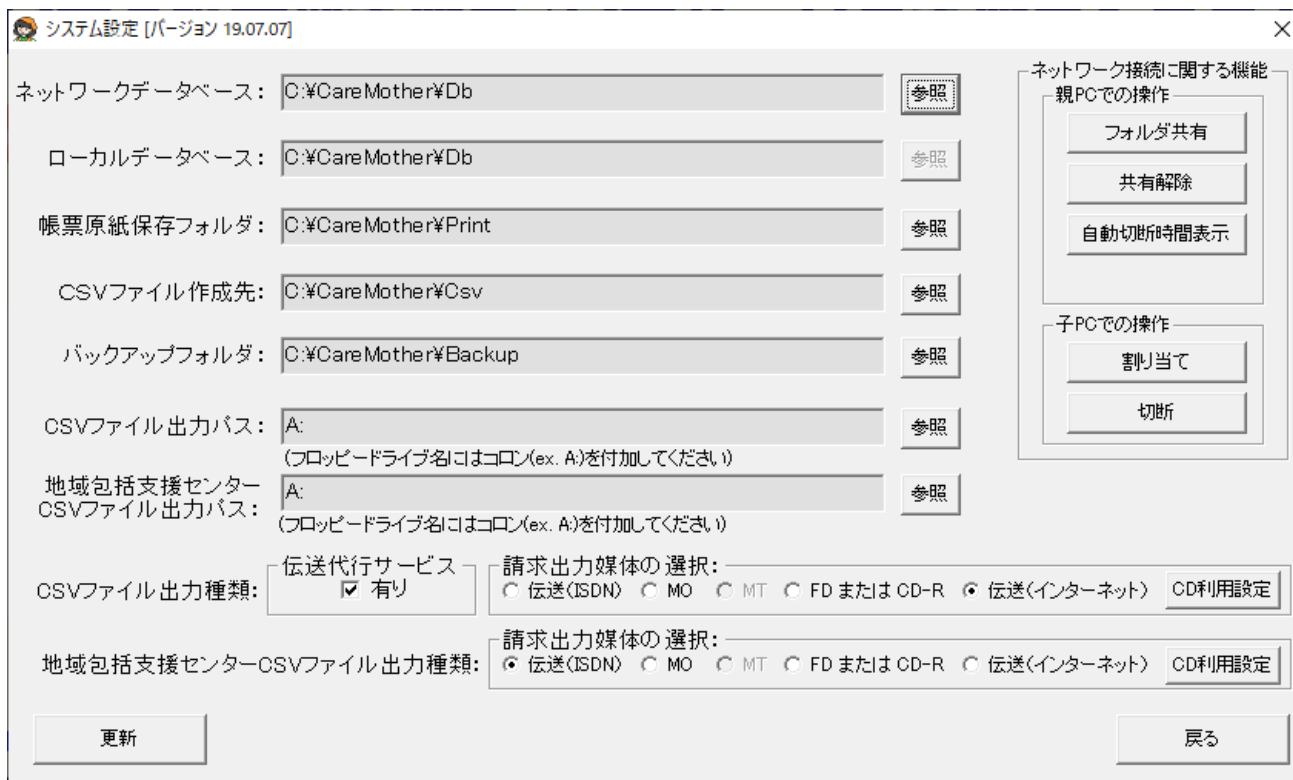 システム設定 [バージョン 19.07.07]
ネットワークデータベース: C:¥CareMother¥Db 参照
ローカルデータベース: C:¥CareMother¥Db 参照
帳票原紙保存フォルダ: C:¥CareMother¥Print 参照
CSVファイル作成先: C:¥CareMother¥Csv 参照
バックアップフォルダ: C:¥CareMother¥Backup 参照
CSVファイル出力パス: A: 参照
(フロッピードライブ名にはコロン(ex. A:)を付加してください)
地域包括支援センター
CSVファイル出力パス: A: 参照
(フロッピードライブ名にはコロン(ex. A:)を付加してください)
ネットワーク接続に関する機能
親PCでの操作
フォルダ共有
共有解除
自動切断時間表示
子PCでの操作
割り当て
切断
CSVファイル出力種類:
伝送代行サービス
有り
請求出力媒体の選択:
伝送(ISDN) MO MT FD または CD-R 伝送(インターネット) CD利用設定
地域包括支援センターCSVファイル出力種類:
請求出力媒体の選択:
伝送(ISDN) MO MT FD または CD-R 伝送(インターネット) CD利用設定
更新
戻る